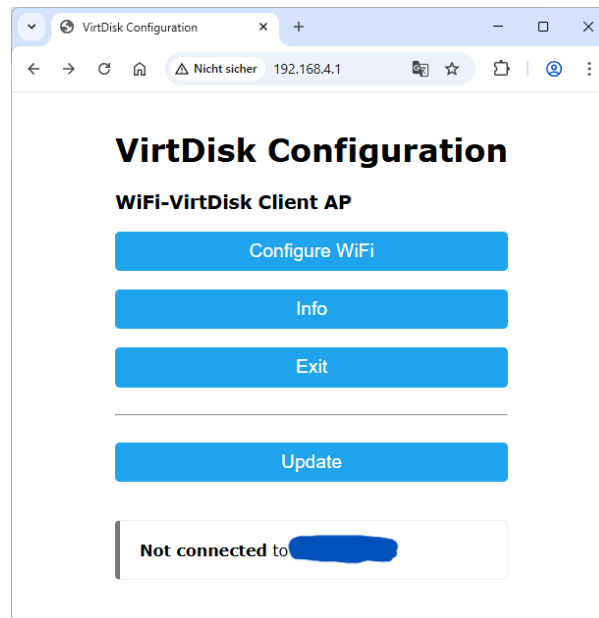 VirtDisk Configuration
Nicht sicher 192.168.4.1
VirtDisk Configuration
WiFi-VirtDisk Client AP
Configure WiFi
Info
Exit
Update
Not connected to